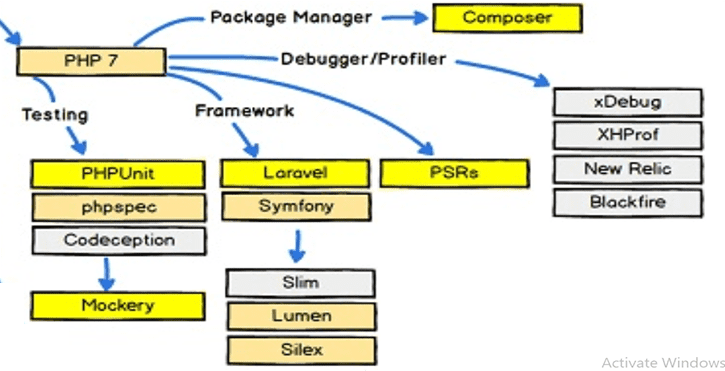 Package Manager
Composer
PHP 7
Debugger/Profiler
Testing
Framework
xDebug
XHProf
New Relic
Blackfire
PHPUnit
phpspec
Codeception
Mockery
Laravel
Symfony
Slim
Lumen
Silex
PSRs
Activate Windows